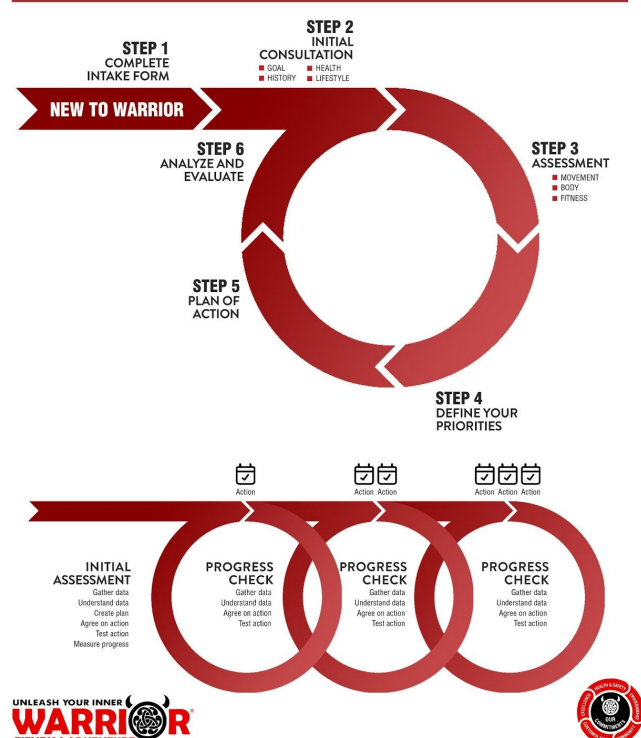 STEP 1
COMPLETE
INTAKE FORM
STEP 2
INITIAL
CONSULTATION
GOAL HEALTH
HISTORY LIFESTYLE
NEW TO WARRIOR
STEP 3
ASSESSMENT
MOVEMENT
BODY
FITNESS
STEP 6
ANALYZE AND
EVALUATE
STEP 5
PLAN OF
ACTION
STEP 4
DEFINE YOUR
PRIORITIES
Action
Action Action
Action Action Action
INITIAL
ASSESSMENT
Gather data
Understand data
Create plan
Agree on action
Test action
Measure progress
PROGRESS
CHECK
Gather data
Understand data
Agree on action
Test action
PROGRESS
CHECK
Gather data
Understand data
Agree on action
Test action
PROGRESS
CHECK
Gather data
Understand data
Agree on action
Test action
UNLEASH YOUR INNER
WARRIOR®
HEALTH & SAFETY
EXCELLENCE
OUR
COMMITMENTS